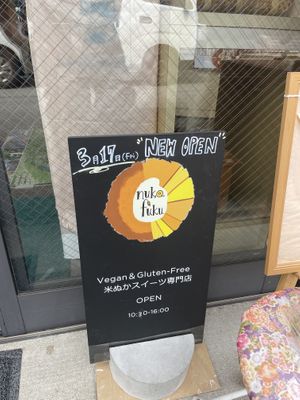 3月17日(Fri) "NEW OPEN"
nuka
fuku
Vegan & Gluten-Free
米ぬかスイーツ専門店
OPEN
10:30-16:00